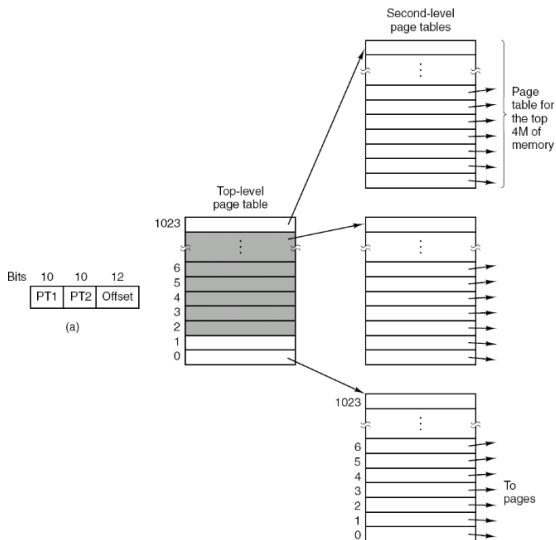 Second-level
page tables
Page
table for
the top
4M of
memory
Top-level
page table
1023
6
5
4
3
2
1
0
Bits 10 10 12
PT1 PT2 Offset
(a)
1023
6
5
4
3
2
1
0
To
pages